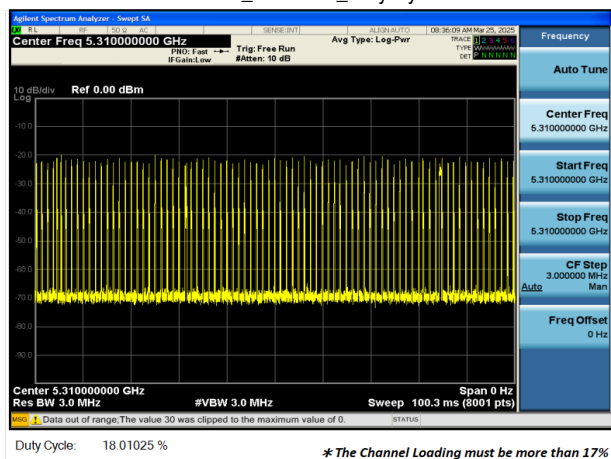 Agilent Spectrum Analyzer - Swept SA
RL RF 50 Ω AC SENSE:INT ALIGN AUTO 08:36:09 AM Mar 25, 2025
Center Freq 5.310000000 GHz
PNO: Fast
IFGain:Low
Trig: Free Run
#Atten: 10 dB
Avg Type: Log-Pwr
TRACE 1 2 3 4 5 6
TYPE
DET P N N N N N
10 dB/div Ref 0.00 dBm
Log
-10.0
-20.0
-30.0
-40.0
-50.0
-60.0
-70.0
-80.0
-90.0
Center 5.310000000 GHz Span 0 Hz
Res BW 3.0 MHz #VBW 3.0 MHz Sweep 100.3 ms (8001 pts)
MSG Data out of range;The value 30 was clipped to the maximum value of 0. STATUS
Frequency
Auto Tune
Center Freq
5.310000000 GHz
Start Freq
5.310000000 GHz
Stop Freq
5.310000000 GHz
CF Step
3.000000 MHz
Auto Man
Freq Offset
0 Hz
Duty Cycle: 18.01025 %
* The Channel Loading must be more than 17%